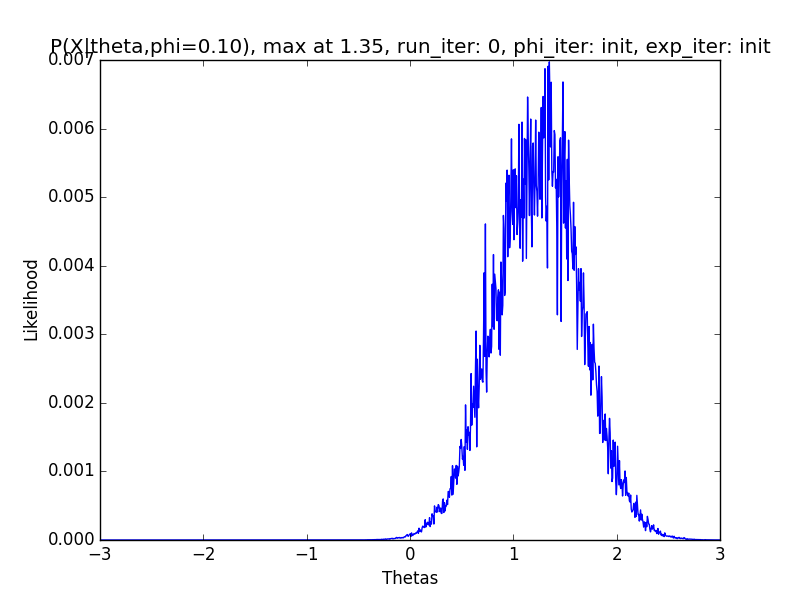 P(X|theta,phi=0.10), max at 1.35, run_iter: 0, phi_iter: init, exp_iter: init
0.007
0.006
0.005
0.004
0.003
0.002
0.001
0.000
Likelihood
−3 −2 −1 0 1 2 3
Thetas